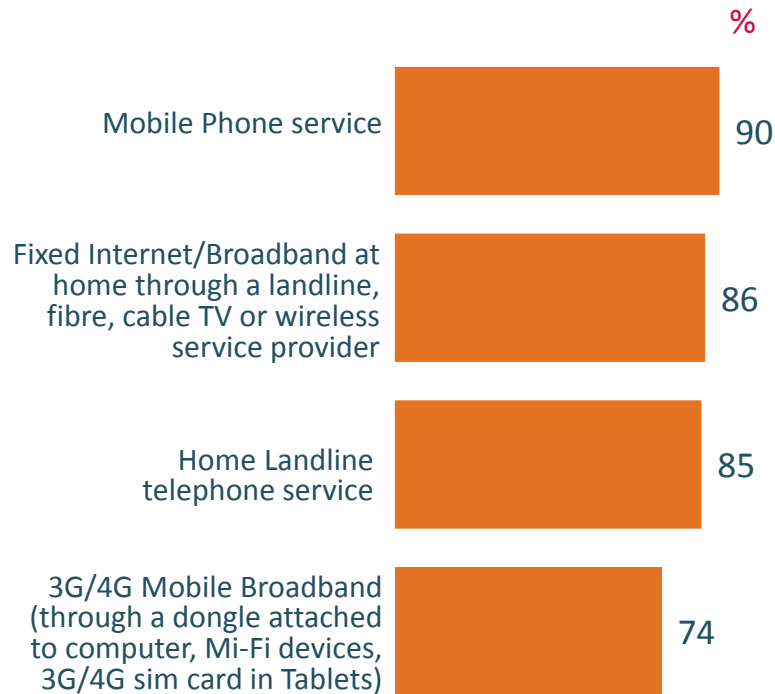 %
Mobile Phone service
90
Fixed Internet/Broadband at
home through a landline,
fibre, cable TV or wireless
service provider
86
Home Landline
telephone service
85
3G/4G Mobile Broadband
(through a dongle attached
to computer, Mi-Fi devices,
3G/4G sim card in Tablets)
74